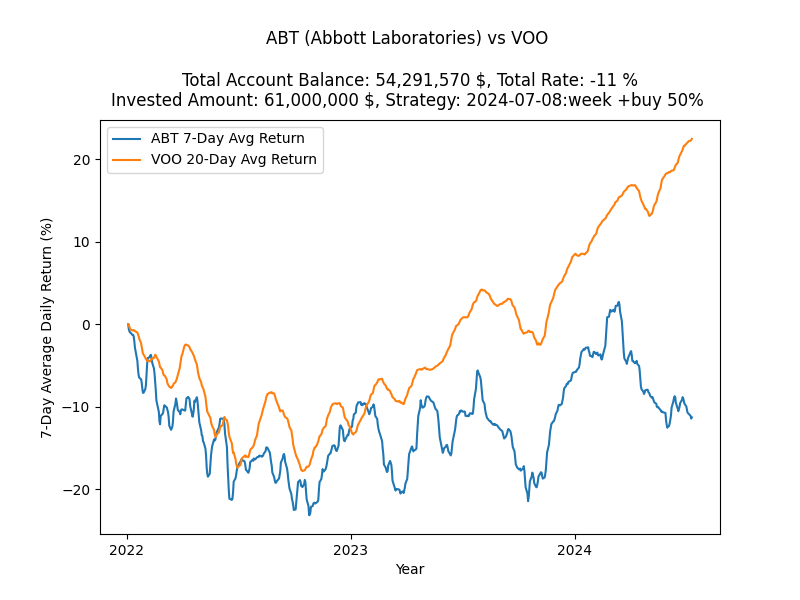 ABT (Abbott Laboratories) vs VOO
Total Account Balance: 54,291,570 $, Total Rate: -11 %
Invested Amount: 61,000,000 $, Strategy: 2024-07-08:week +buy 50%
ABT 7-Day Avg Return
VOO 20-Day Avg Return
7-Day Average Daily Return (%)
20
10
0
−10
−20
2022
2023
2024
Year